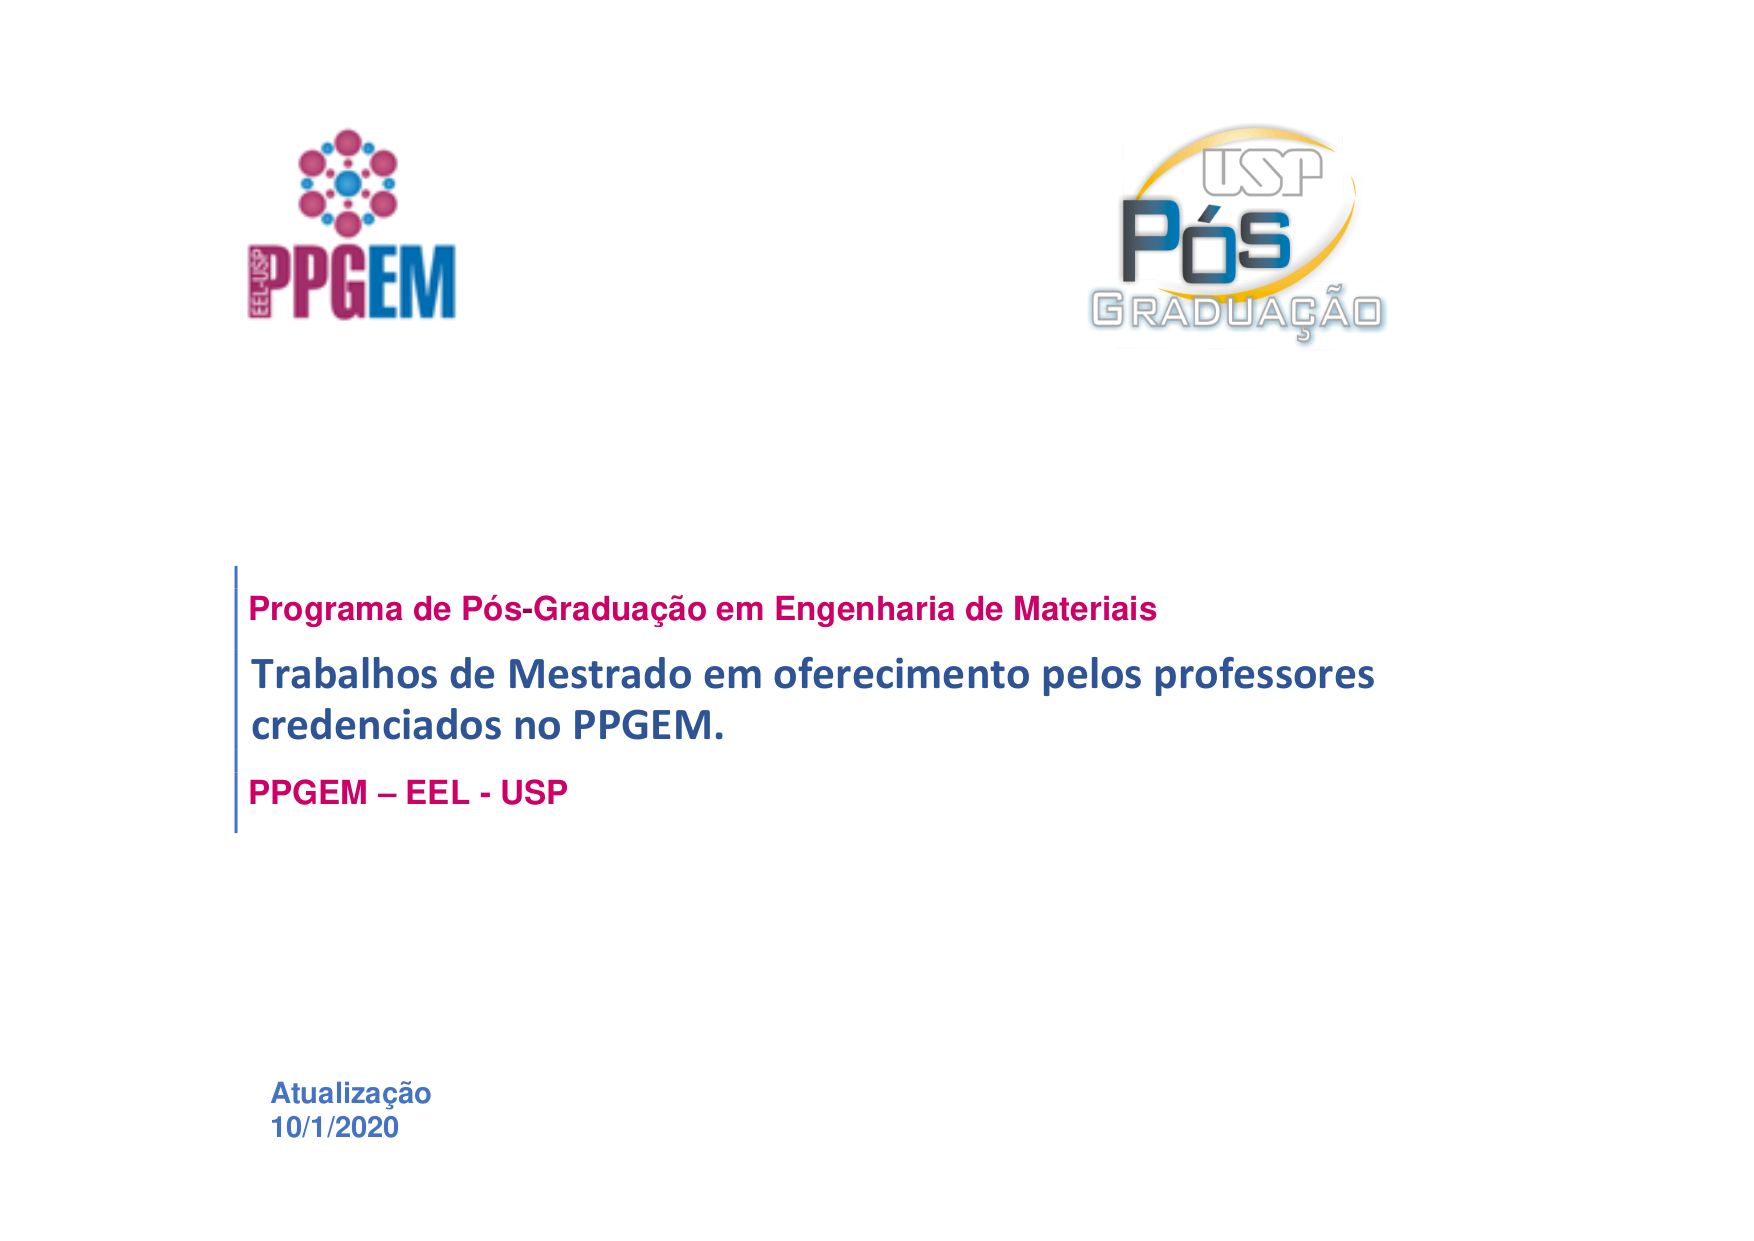 EEL-USP
PPGEM
USP
Pós
GRADUAÇÃO
Programa de Pós-Graduação em Engenharia de Materiais
Trabalhos de Mestrado em oferecimento pelos professores
credenciados no PPGEM.
PPGEM – EEL - USP
Atualização
10/1/2020